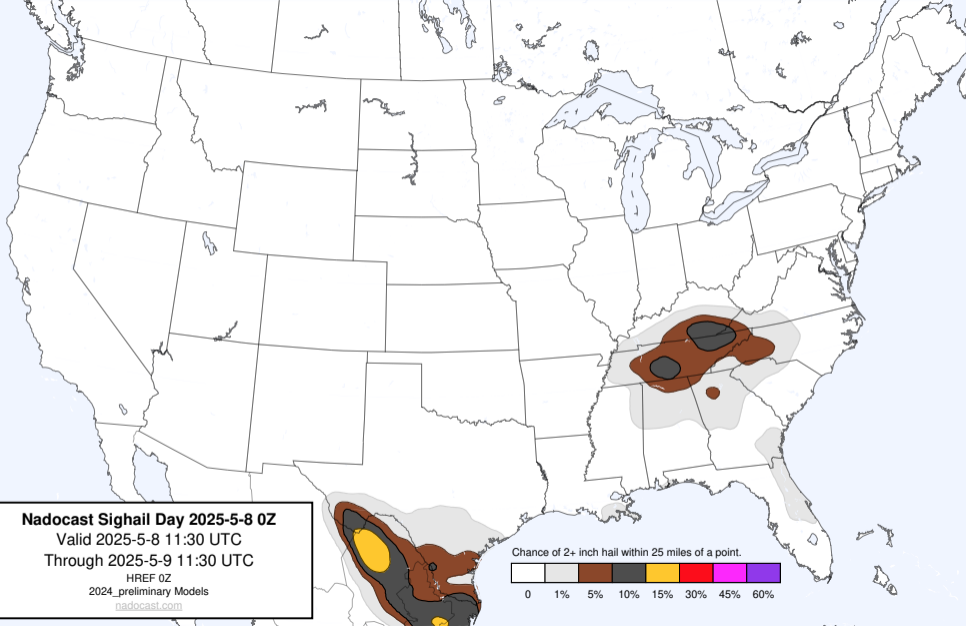 Nadocast Sighail Day 2025-5-8 0Z
Valid 2025-5-8 11:30 UTC
Through 2025-5-9 11:30 UTC
HREF 0Z
2024_preliminary Models
nadocast.com
Chance of 2+ inch hail within 25 miles of a point.
0 1% 5% 10% 15% 30% 45% 60%